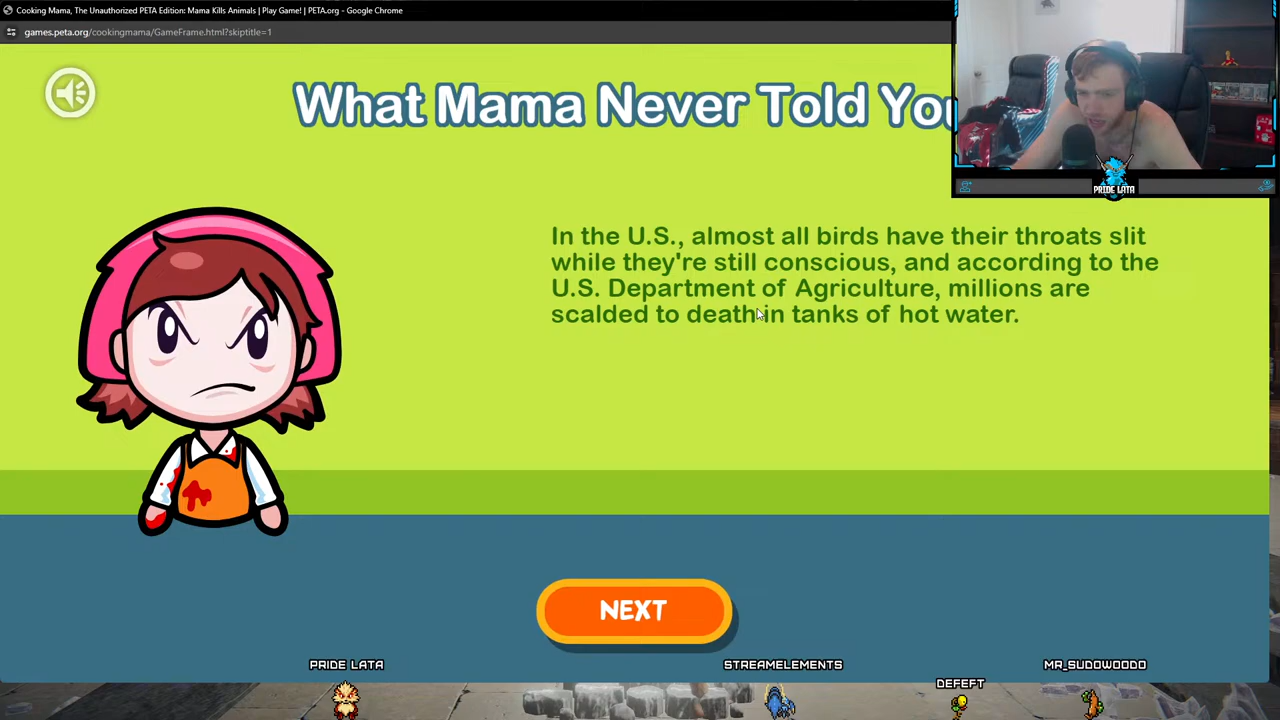 Cooking Mama, The Unauthorized PETA Edition: Mama Kills Animals | Play Game! | PETA.org - Google Chrome
games.peta.org/cookingmama/GameFrame.html?skiptitle=1
What Mama Never Told You
In the U.S., almost all birds have their throats slit
while they're still conscious, and according to the
U.S. Department of Agriculture, millions are
scalded to death in tanks of hot water.
NEXT
PRIDE LATA
PRIDE LATA
STREAMELEMENTS
DEFEFT
MR_SUDOWOODO